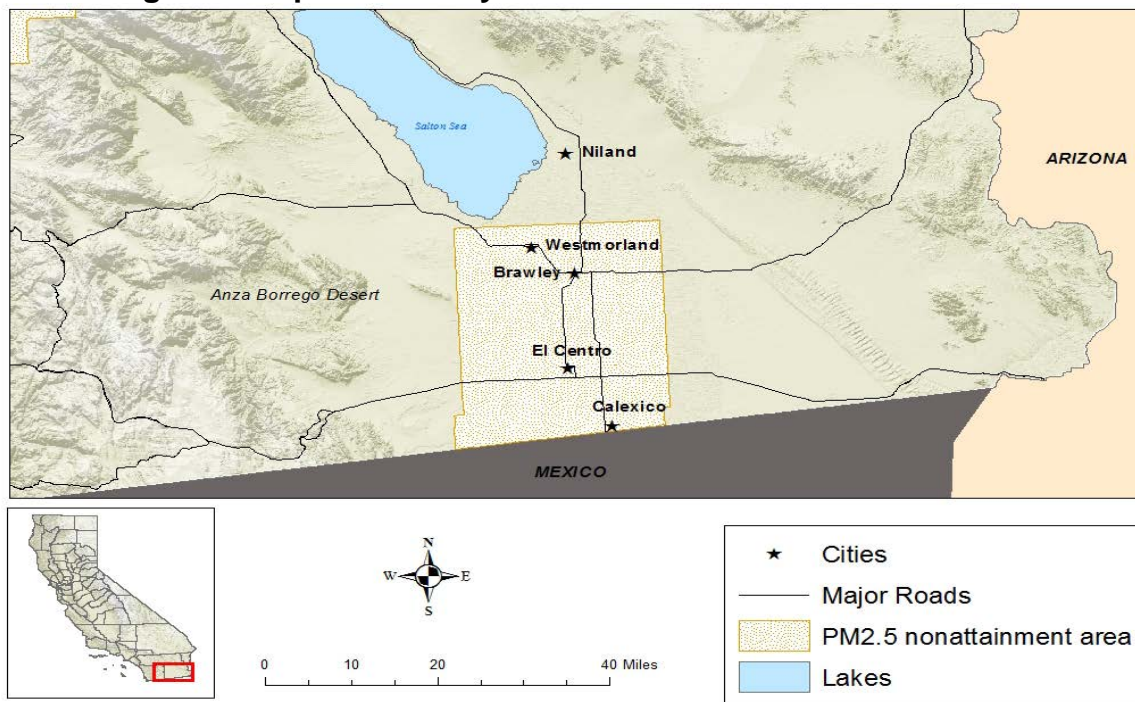 Salton Sea
Niland
ARIZONA
Westmorland
Brawley
Anza Borrego Desert
El Centro
Calexico
MEXICO
N
W E
S
0 10 20 40 Miles
Cities
Major Roads
PM2.5 nonattainment area
Lakes